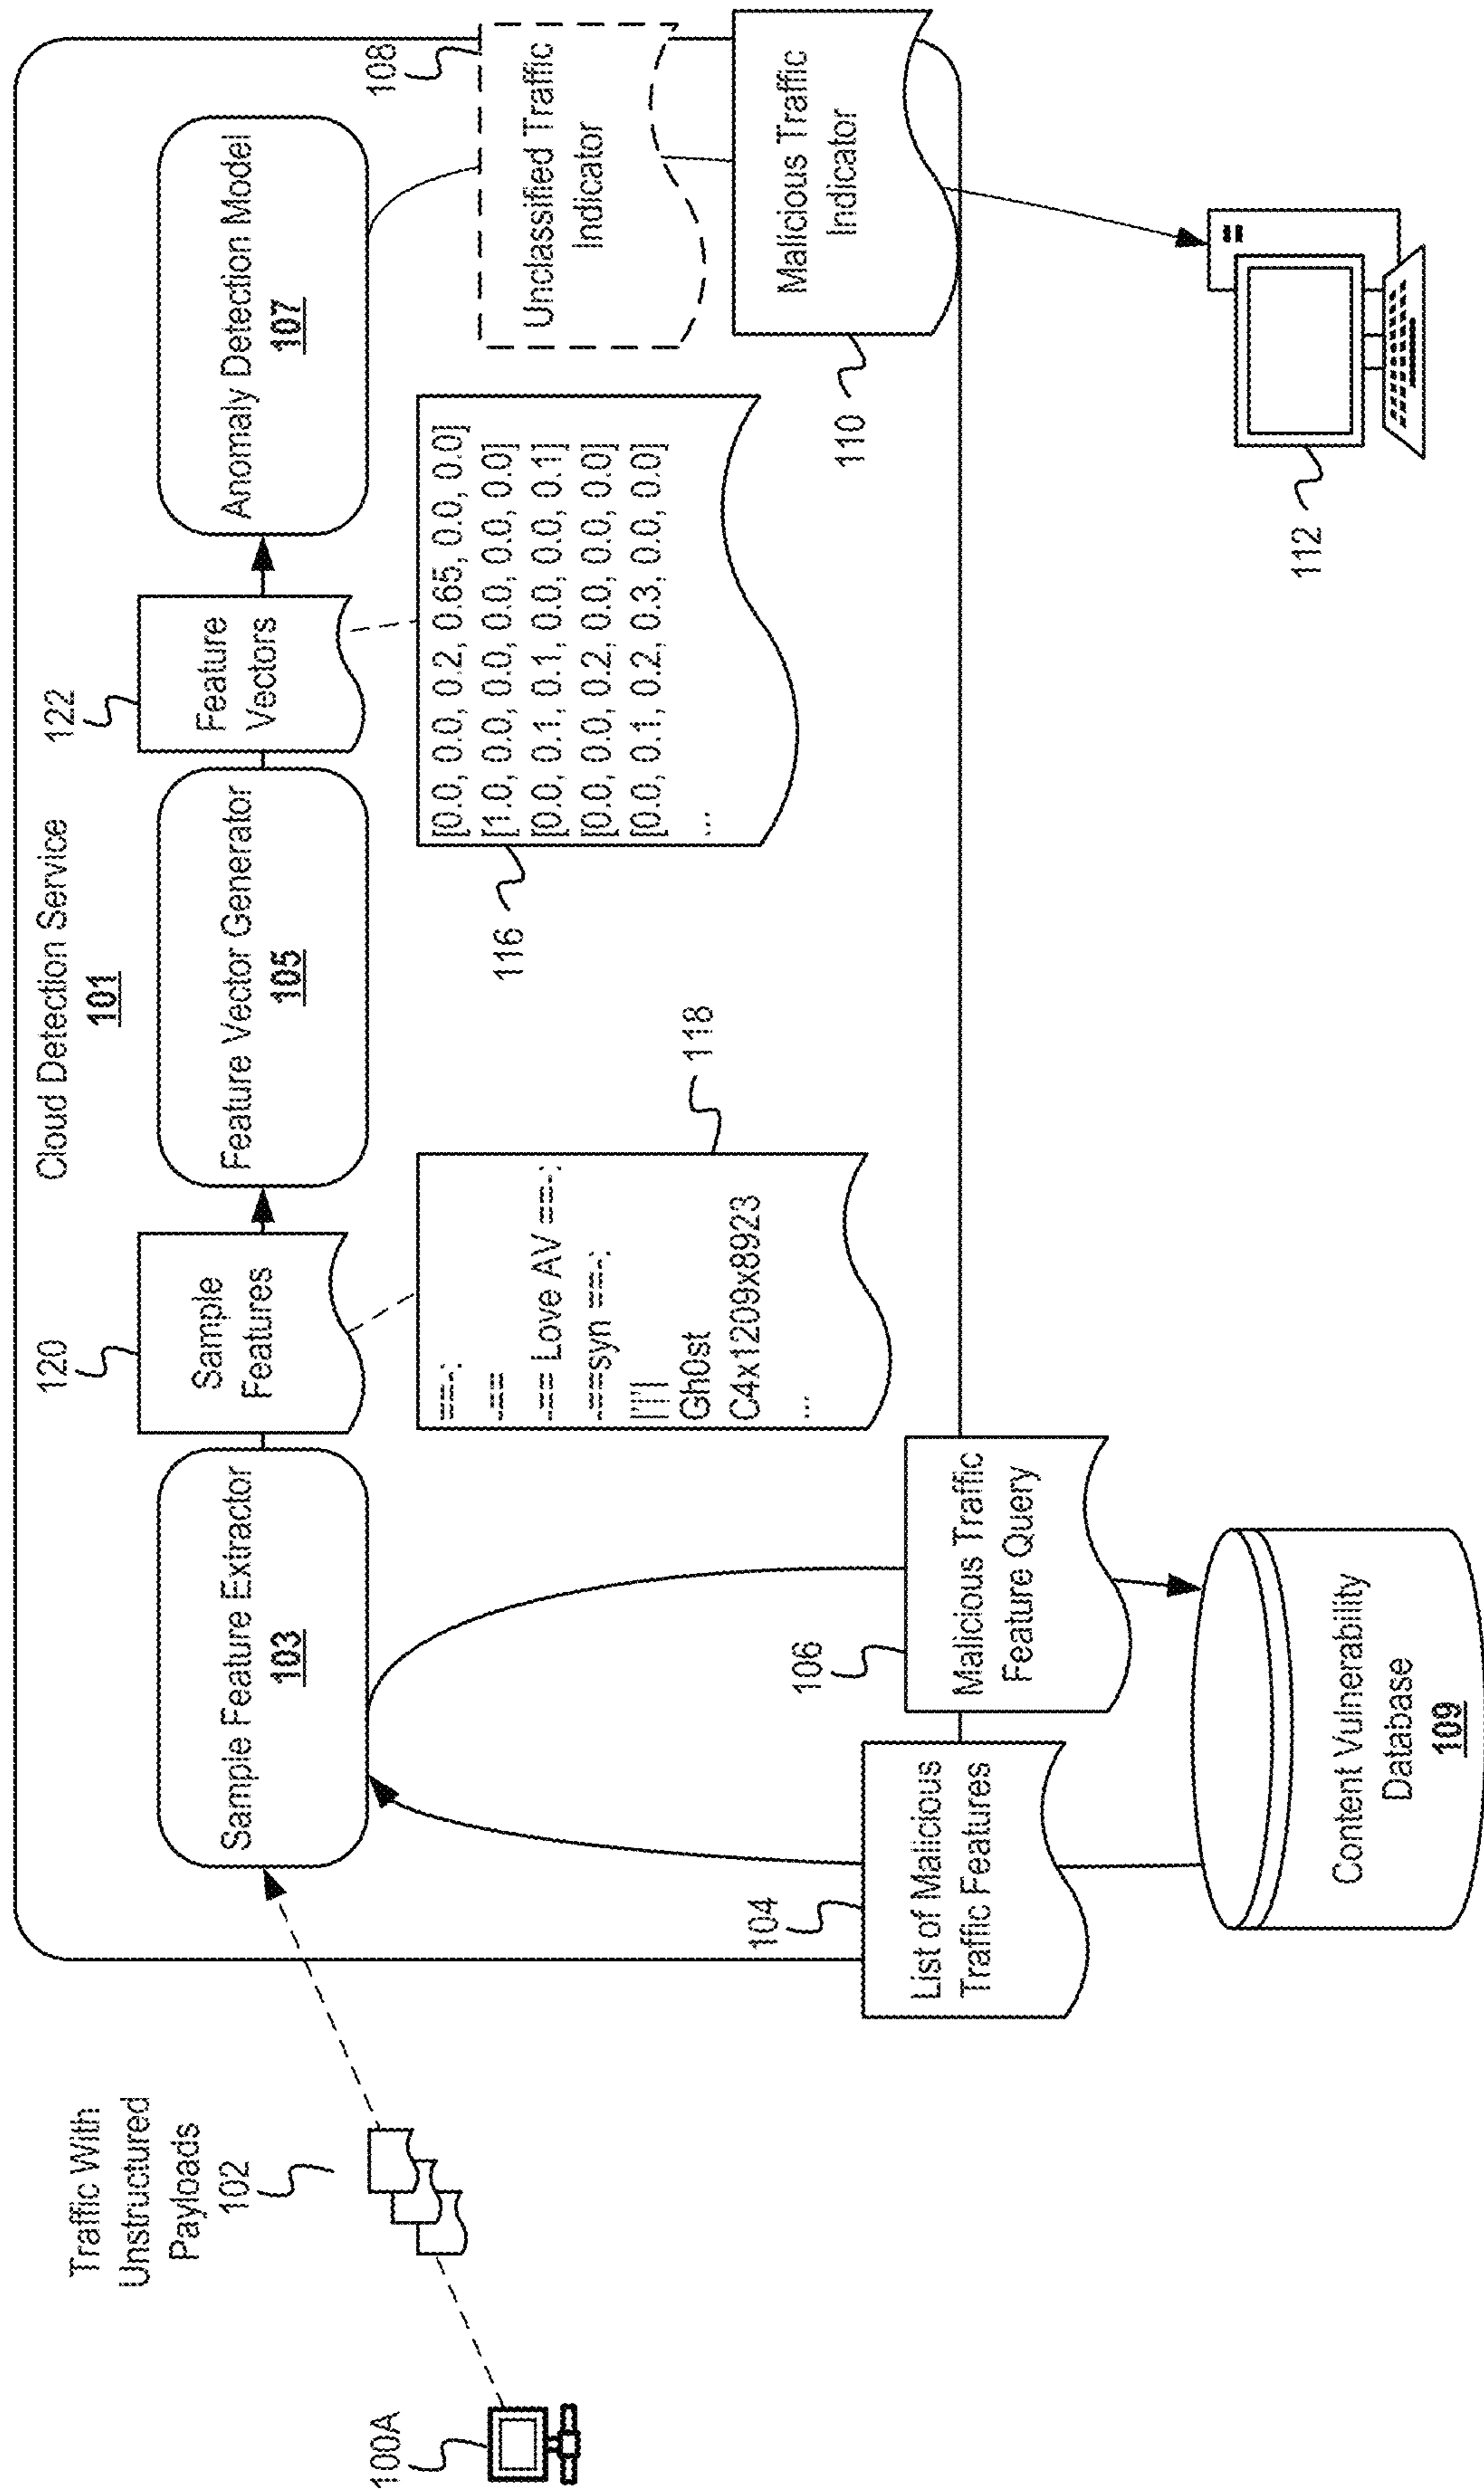 Cloud Detection Service
101
100A
Traffic With
Unstructured
Payloads
102
Sample Feature Extractor
103
120
Sample
Features
Feature Vector Generator
105
122
Feature
Vectors
Anomaly Detection Model
107
108
Unclassified Traffic
Indicator
Malicious Traffic
Indicator
110
112
116
[0.0, 0.0, 0.2, 0.65, 0.0, 0.0]
[1.0, 0.0, 0.0, 0.0, 0.0, 0.0]
[0.0, 0.1, 0.1, 0.0, 0.0, 0.1]
[0.0, 0.0, 0.2, 0.0, 0.0, 0.0]
[0.0, 0.1, 0.2, 0.3, 0.0, 0.0]
...
118
==-:
-==
-== Love AV ==-:
-==syn ==-:
Gh0st
C4x1209x8923
...
104
List of Malicious
Traffic Features
106
Malicious Traffic
Feature Query
Content Vulnerability
Database
109